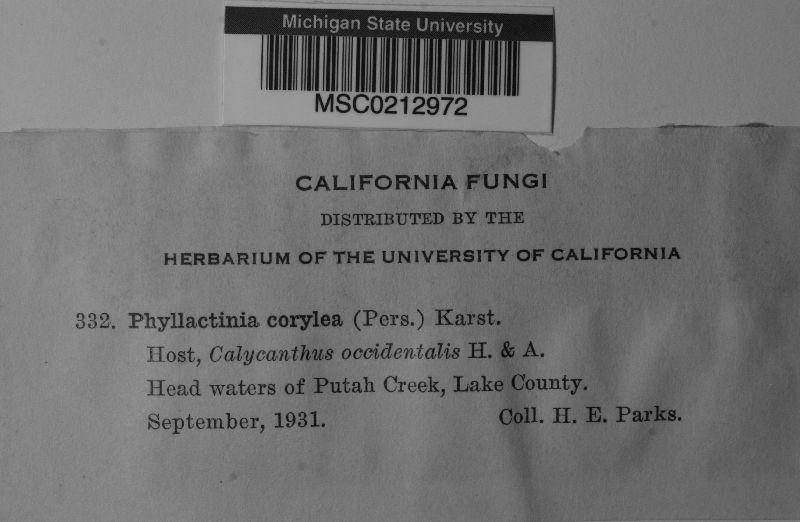 Michigan State University
MSC0212972
CALIFORNIA FUNGI
DISTRIBUTED BY THE
HERBARIUM OF THE UNIVERSITY OF CALIFORNIA
332. Phyllactinia corylea (Pers.) Karst.
Host, Calycanthus occidentalis H. & A.
Head waters of Putah Creek, Lake County.
September, 1931. Coll. H. E. Parks.